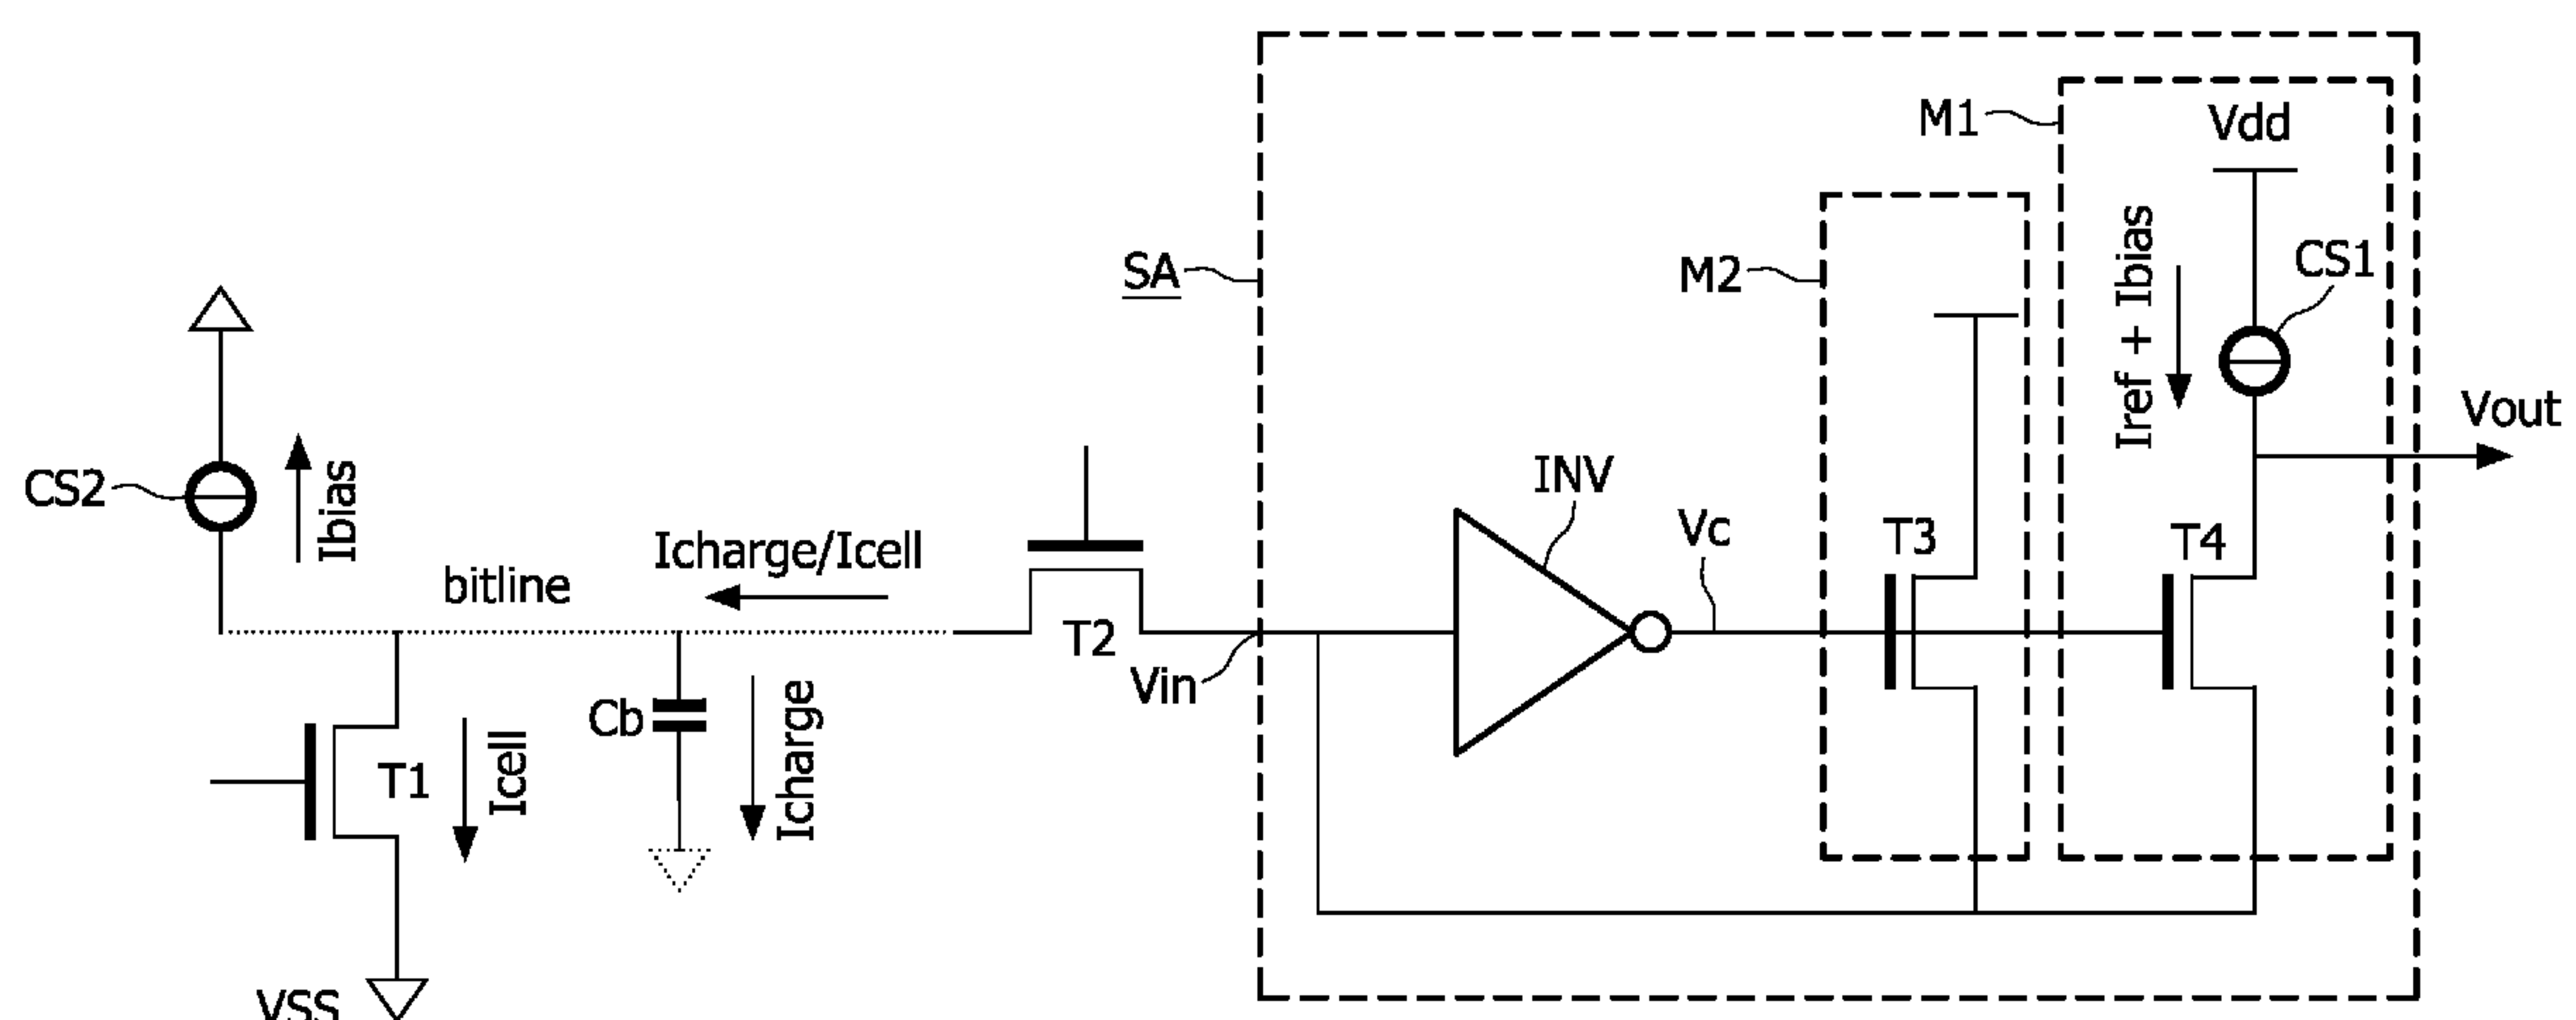 M1
Vdd
Iref + Ibias
CS1
SA
M2
Vout
CS2
Ibias
INV
Vc
T3
T4
bitline
Icharge/Icell
T2
Vin
Cb
Icharge
T1
Icell
VSS